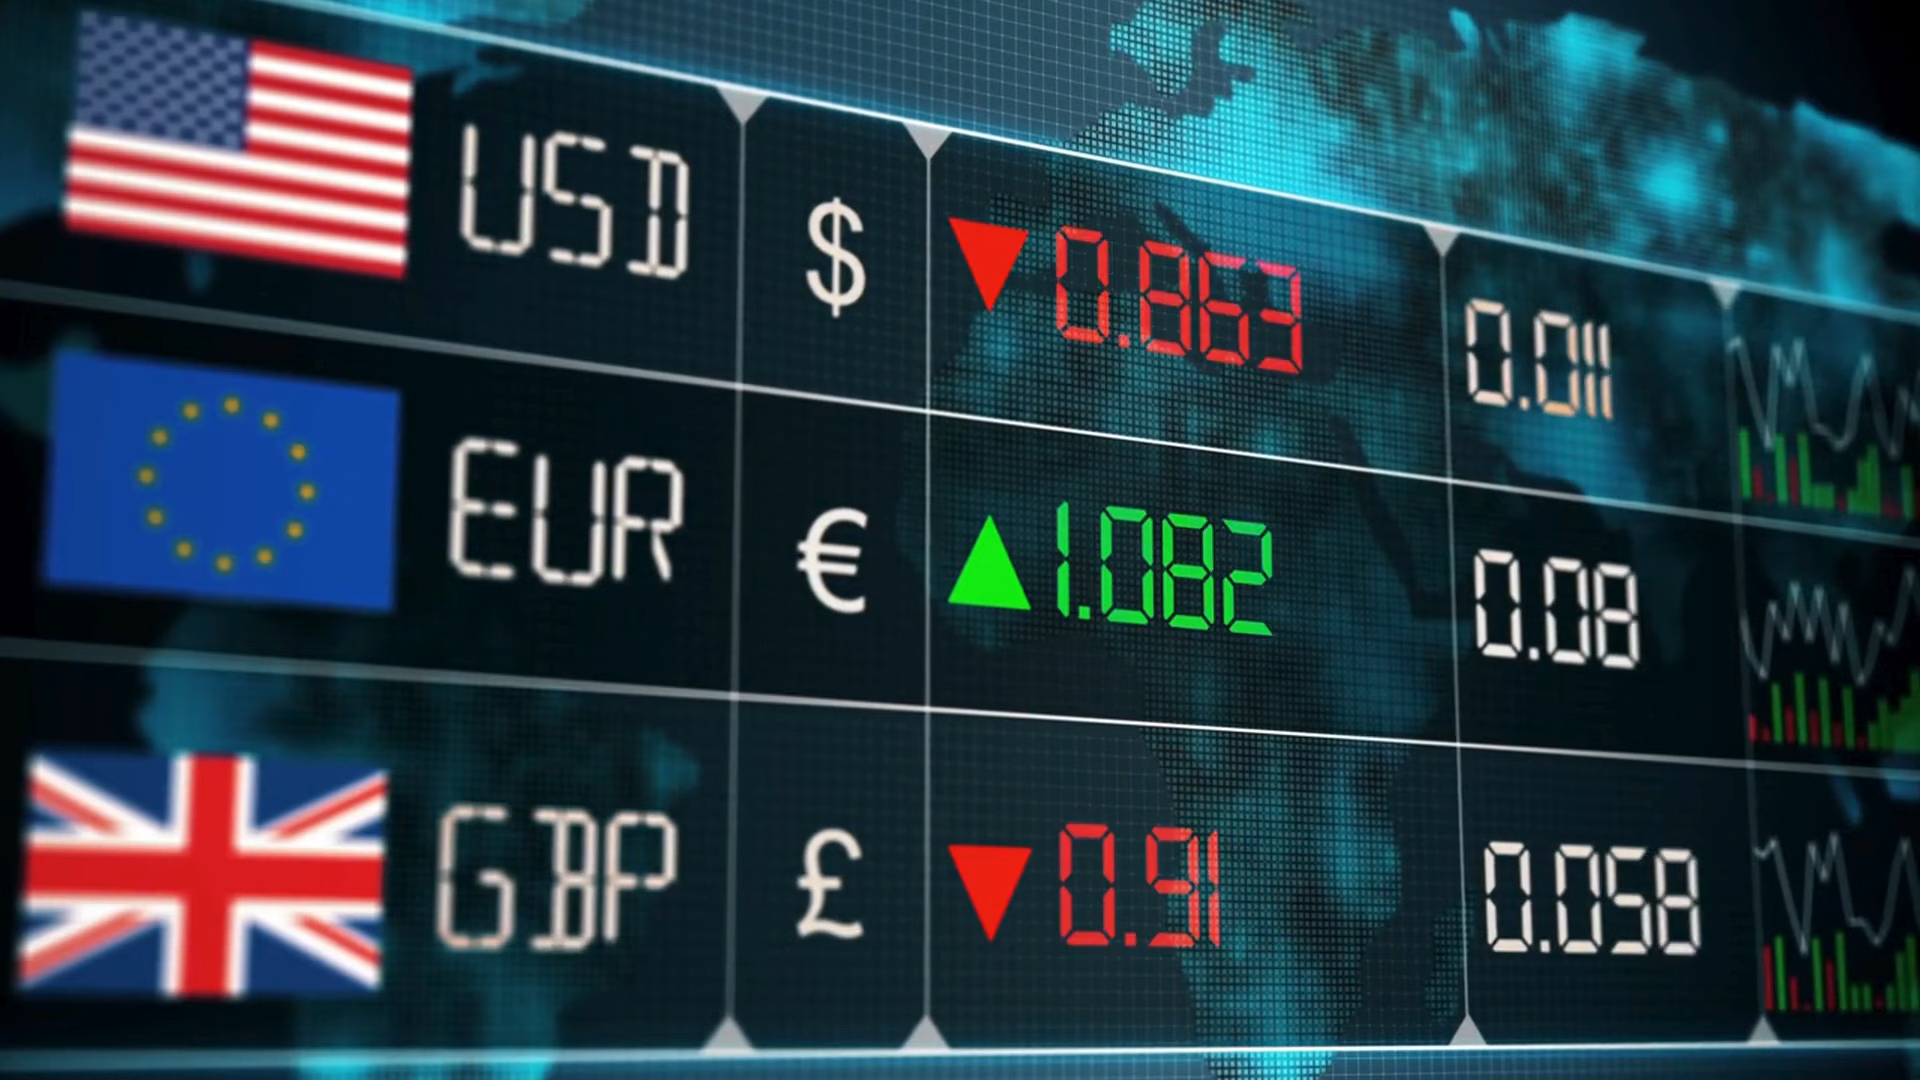 USD $ ▼ 0.863 0.011
EUR € ▲ 1.082 0.08
GBP £ ▼ 0.91 0.058